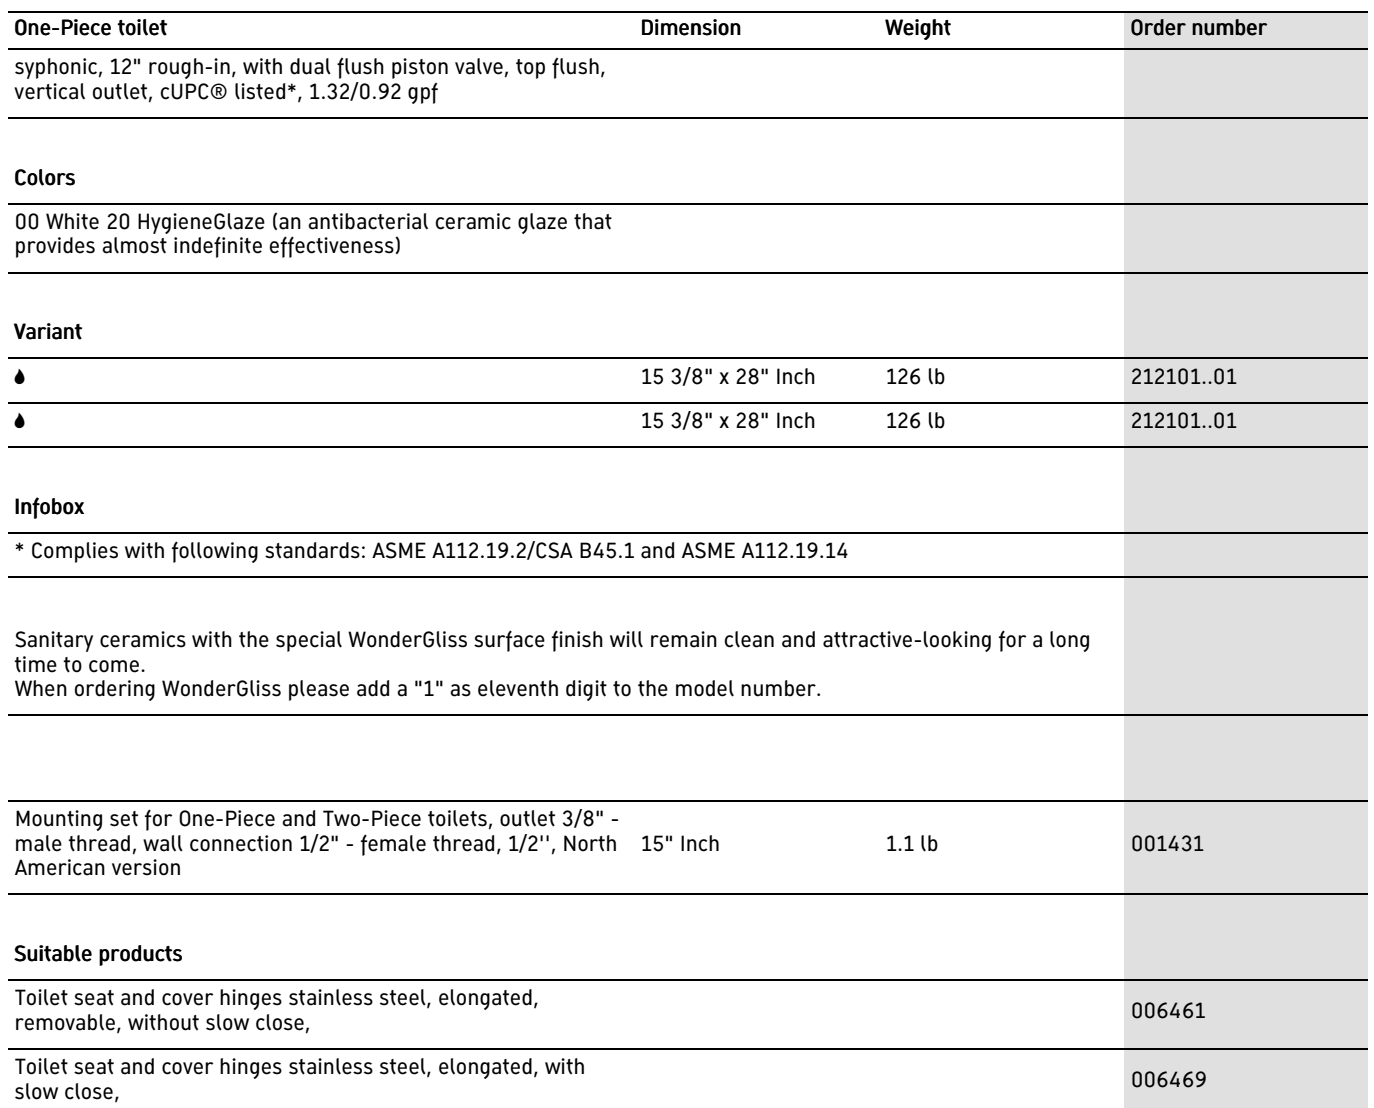 One-Piece toilet Dimension Weight Order number
syphonic, 12" rough-in, with dual flush piston valve, top flush,
vertical outlet, cUPC® listed*, 1.32/0.92 gpf
Colors
00 White 20 HygieneGlaze (an antibacterial ceramic glaze that
provides almost indefinite effectiveness)
Variant
15 3/8" x 28" Inch 126 lb 212101..01
15 3/8" x 28" Inch 126 lb 212101..01
Infobox
* Complies with following standards: ASME A112.19.2/CSA B45.1 and ASME A112.19.14
Sanitary ceramics with the special WonderGliss surface finish will remain clean and attractive-looking for a long
time to come.
When ordering WonderGliss please add a "1" as eleventh digit to the model number.
Mounting set for One-Piece and Two-Piece toilets, outlet 3/8" -
male thread, wall connection 1/2" - female thread, 1/2'', North 15" Inch 1.1 lb 001431
American version
Suitable products
Toilet seat and cover hinges stainless steel, elongated,
removable, without slow close, 006461
Toilet seat and cover hinges stainless steel, elongated, with
slow close, 006469